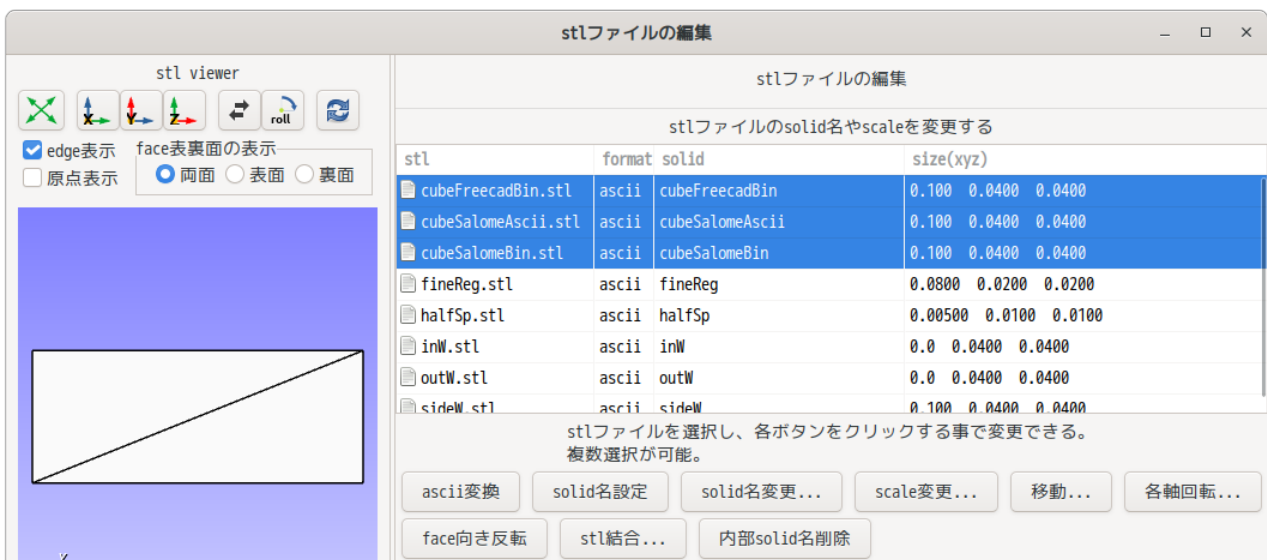 stlファイルの編集
stl viewer
X Y Z roll
edge表示
原点表示
face表裏面の表示
両面 表面 裏面
stlファイルの編集
stlファイルのsolid名やscaleを変更する
stl format solid size(xyz)
cubeFreecadBin.stl ascii cubeFreecadBin 0.100 0.0400 0.0400
cubeSalomeAscii.stl ascii cubeSalomeAscii 0.100 0.0400 0.0400
cubeSalomeBin.stl ascii cubeSalomeBin 0.100 0.0400 0.0400
fineReg.stl ascii fineReg 0.0800 0.0200 0.0200
halfSp.stl ascii halfSp 0.00500 0.0100 0.0100
inW.stl ascii inW 0.0 0.0400 0.0400
outW.stl ascii outW 0.0 0.0400 0.0400
sideW.stl ascii sideW 0.100 0.0400 0.0400
stlファイルを選択し、各ボタンをクリックする事で変更できる。
複数選択が可能。
ascii変換 solid名設定 solid名変更... scale変更... 移動... 各軸回転...
face向き反転 stl結合... 内部solid名削除